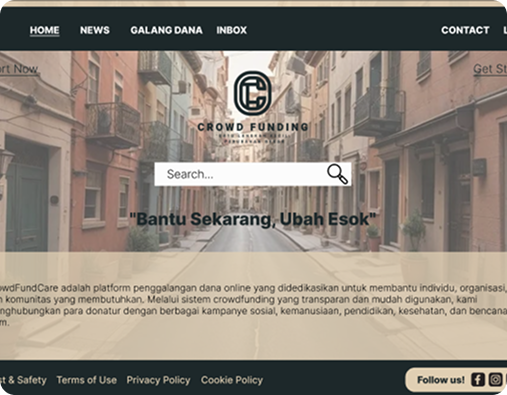 HOME NEWS GALANG DANA INBOX CONTACT
rt Now Get St
CROWD FUNDING
Search...
"Bantu Sekarang, Ubah Esok"
owdFundCare adalah platform penggalangan dana online yang didedikasikan untuk membantu individu, organisasi,
n komunitas yang membutuhkan. Melalui sistem crowdfunding yang transparan dan mudah digunakan, kami
nghubungkan para donatur dengan berbagai kampanye sosial, kemanusiaan, pendidikan, kesehatan, dan bencana
m.
t & Safety Terms of Use Privacy Policy Cookie Policy Follow us!